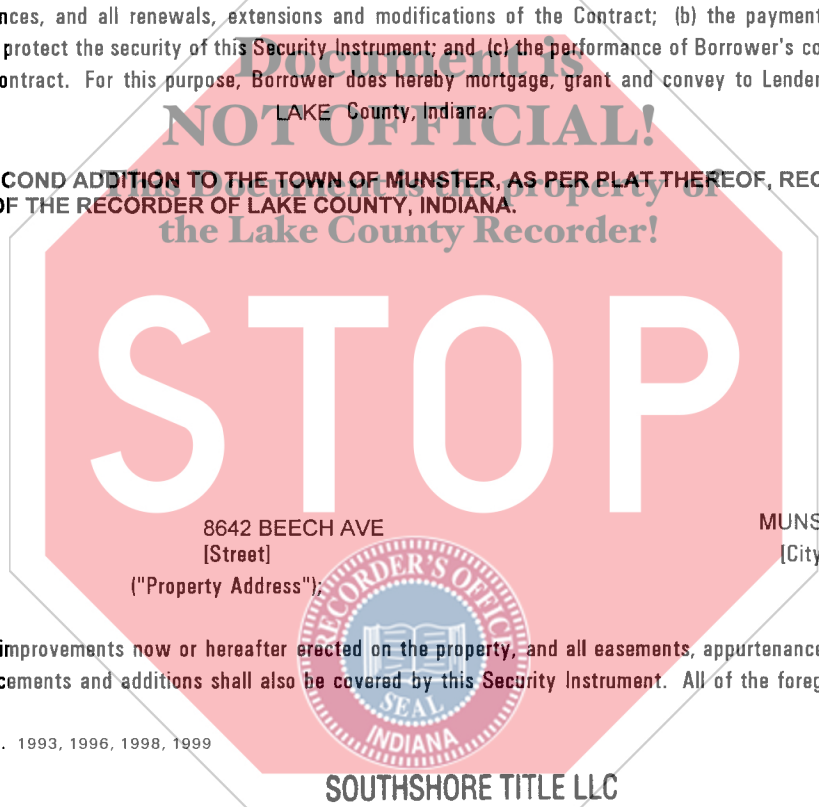 nces, and all renewals, extensions and modifications of the Contract; (b) the payment
protect the security of this Security Instrument; and (c) the performance of Borrower's co
ontract. For this purpose, Borrower does hereby mortgage, grant and convey to Lender
Document is
LAKE County, Indiana:
NOT OFFICIAL!
COND ADDITION TO THE TOWN OF MUNSTER, AS PER PLAT THEREOF, REC
This Document is the property of
OF THE RECORDER OF LAKE COUNTY, INDIANA.
the Lake County Recorder!
STOP
8642 BEECH AVE MUNS
[Street] [City
("Property Address");
RECORDER'S OFFICE
improvements now or hereafter erected on the property, and all easements, appurtenance
cements and additions shall also be covered by this Security Instrument. All of the foreg
SEAL
INDIANA
. 1993, 1996, 1998, 1999
SOUTHSHORE TITLE LLC